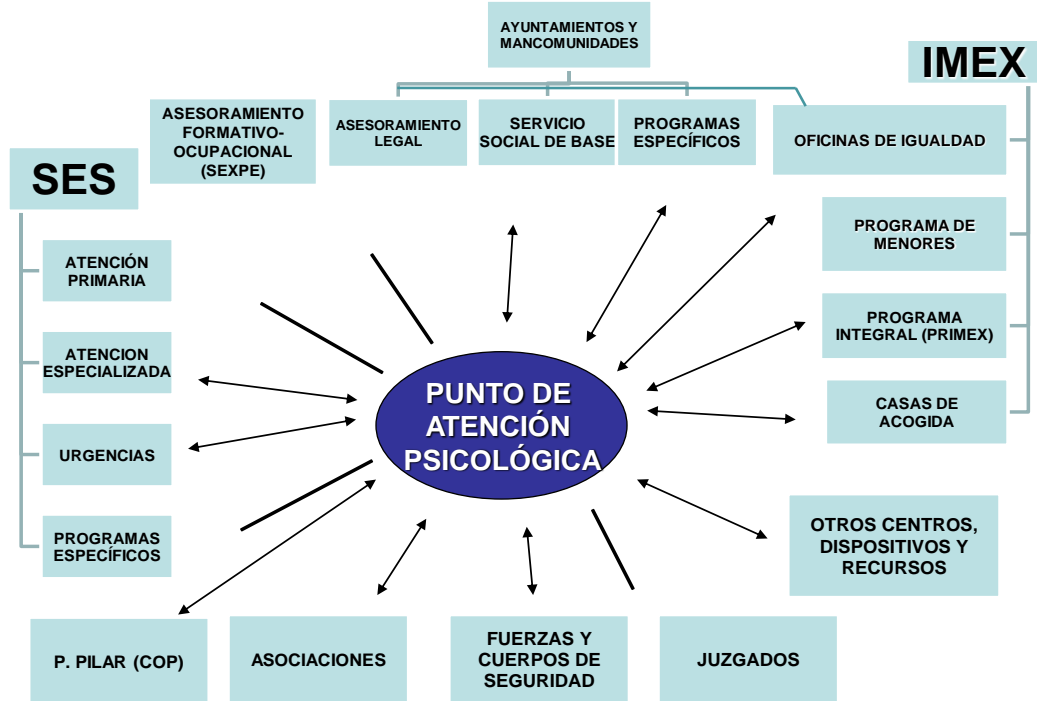 AYUNTAMIENTOS Y
MANCOMUNIDADES
IMEX
ASESORAMIENTO
FORMATIVO-
OCUPACIONAL
(SEXPE)
ASESORAMIENTO
LEGAL
SERVICIO
SOCIAL DE BASE
PROGRAMAS
ESPECÍFICOS
OFICINAS DE IGUALDAD
SES
PROGRAMA DE
MENORES
ATENCIÓN
PRIMARIA
PROGRAMA
INTEGRAL (PRIMEX)
ATENCION
ESPECIALIZADA
PUNTO DE
ATENCIÓN
PSICOLÓGICA
CASAS DE
ACOGIDA
URGENCIAS
PROGRAMAS
ESPECÍFICOS
OTROS CENTROS,
DISPOSITIVOS Y
RECURSOS
P. PILAR (COP)
ASOCIACIONES
FUERZAS Y
CUERPOS DE
SEGURIDAD
JUZGADOS